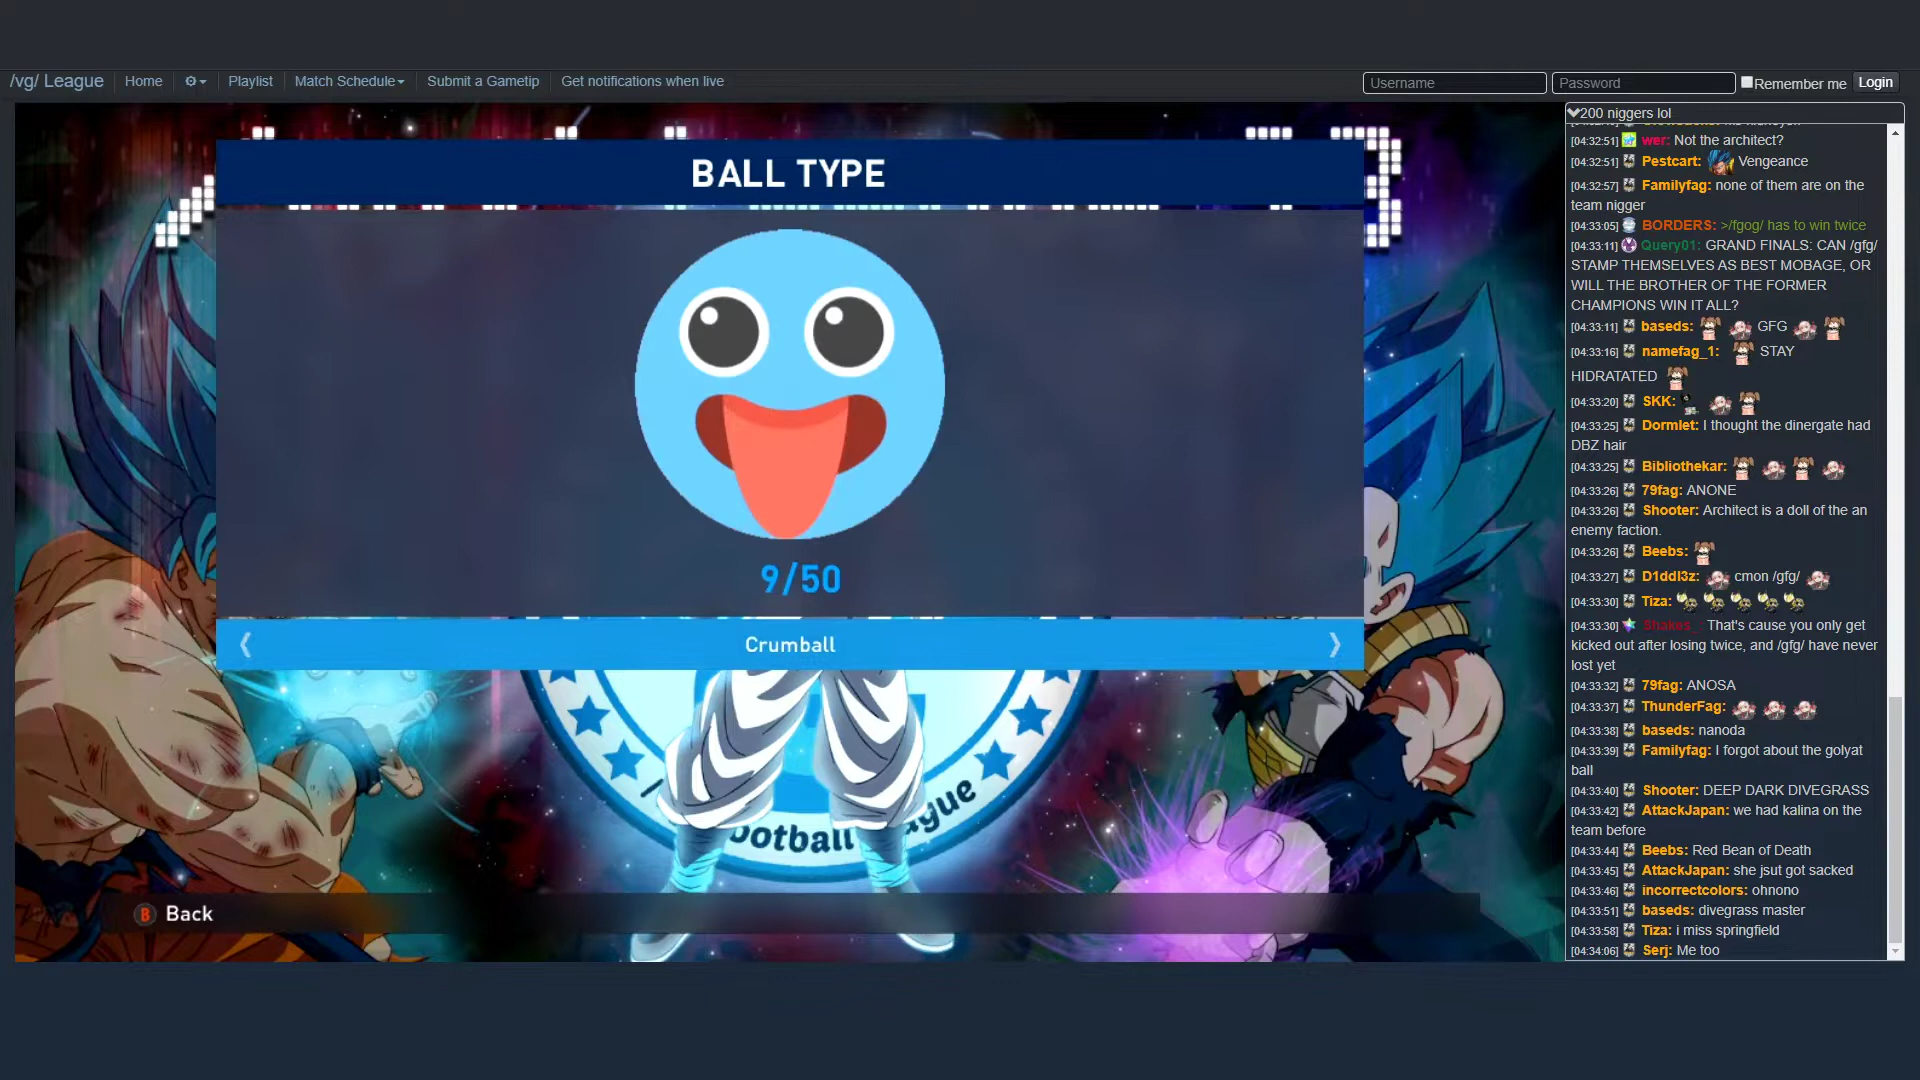 /vg/ League Home Playlist Match Schedule Submit a Gametip Get notifications when live Username Password Remember me Login
BALL TYPE
9/50
Crumball
ootball
ague
B Back
200 niggers lol
[04:32:51] wer: Not the architect?
[04:32:51] Pestcart: Vengeance
[04:32:57] Familyfag: none of them are on the
team nigger
[04:33:05] BORDERS: >/fgog/ has to win twice
[04:33:11] Query01: GRAND FINALS: CAN /gfg/
STAMP THEMSELVES AS BEST MOBAGE, OR
WILL THE BROTHER OF THE FORMER
CHAMPIONS WIN IT ALL?
[04:33:11] baseds: GFG
[04:33:16] namefag_1: STAY
HIDRATATED
[04:33:20] SKK:
[04:33:25] Dormlet: I thought the dinergate had
DBZ hair
[04:33:25] Bibliothekar:
[04:33:26] 79fag: ANONE
[04:33:26] Shooter: Architect is a doll of the an
enemy faction.
[04:33:26] Beebs:
[04:33:27] D1ddl3z: cmon /gfg/
[04:33:30] Tiza:
[04:33:30] Shakes_: That's cause you only get
kicked out after losing twice, and /gfg/ have never
lost yet
[04:33:32] 79fag: ANOSA
[04:33:37] ThunderFag:
[04:33:38] baseds: nanoda
[04:33:39] Familyfag: I forgot about the golyat
ball
[04:33:40] Shooter: DEEP DARK DIVEGRASS
[04:33:42] AttackJapan: we had kalina on the
team before
[04:33:44] Beebs: Red Bean of Death
[04:33:45] AttackJapan: she jsut got sacked
[04:33:46] incorrectcolors: ohnono
[04:33:51] baseds: divegrass master
[04:33:58] Tiza: i miss springfield
[04:34:06] Serj: Me too